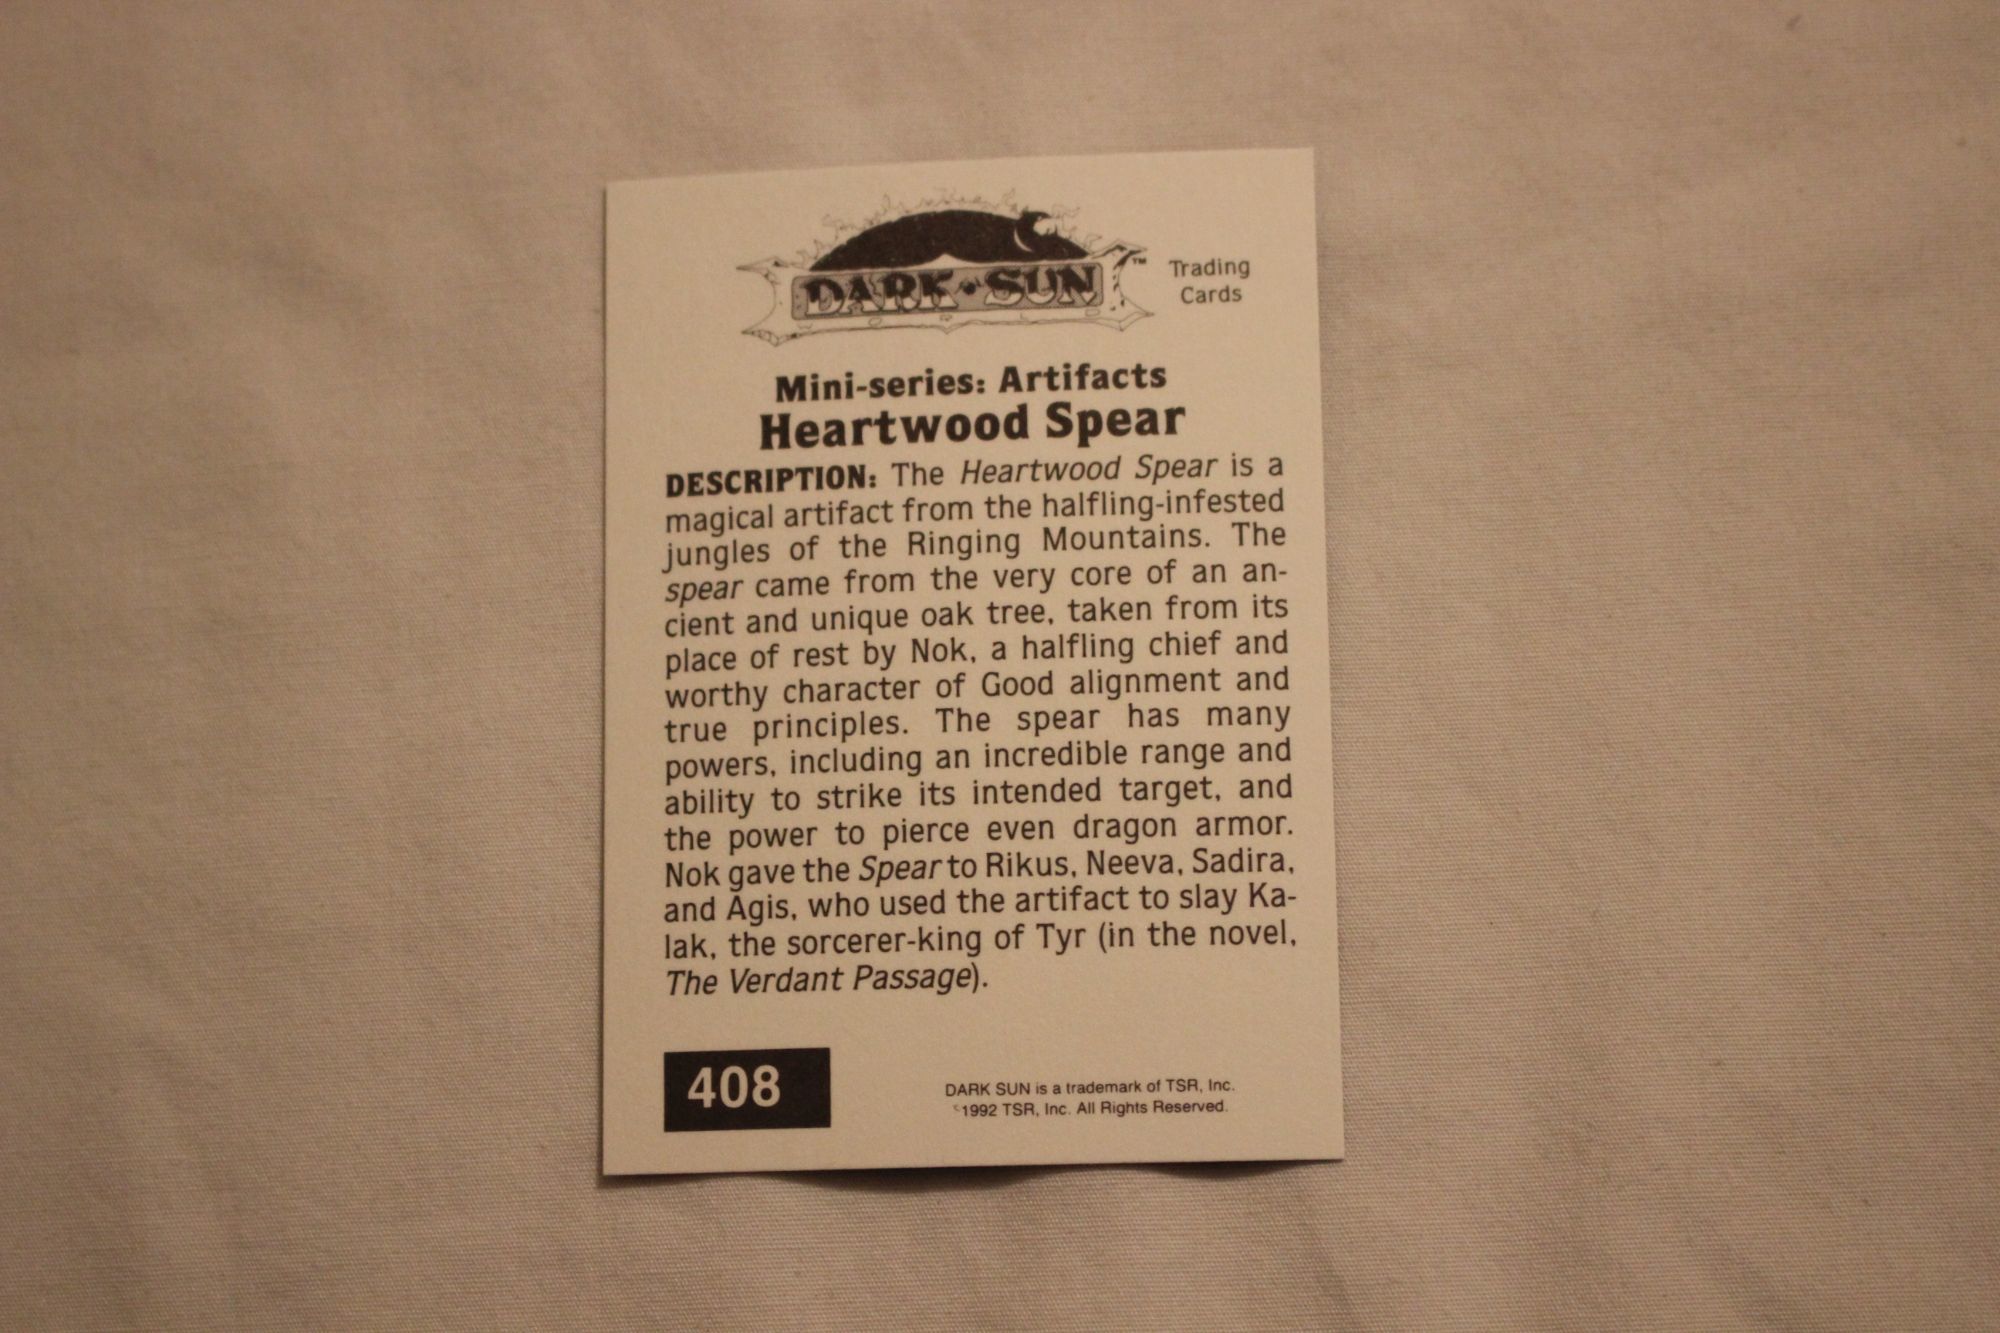 DARK • SUN™
Trading
Cards
Mini-series: Artifacts
Heartwood Spear
DESCRIPTION: The Heartwood Spear is a
magical artifact from the halfling-infested
jungles of the Ringing Mountains. The
spear came from the very core of an an-
cient and unique oak tree, taken from its
place of rest by Nok, a halfling chief and
worthy character of Good alignment and
true principles. The spear has many
powers, including an incredible range and
ability to strike its intended target, and
the power to pierce even dragon armor.
Nok gave the Spear to Rikus, Neeva, Sadira,
and Agis, who used the artifact to slay Ka-
lak, the sorcerer-king of Tyr (in the novel,
The Verdant Passage).
408
DARK SUN is a trademark of TSR, Inc.
©1992 TSR, Inc. All Rights Reserved.